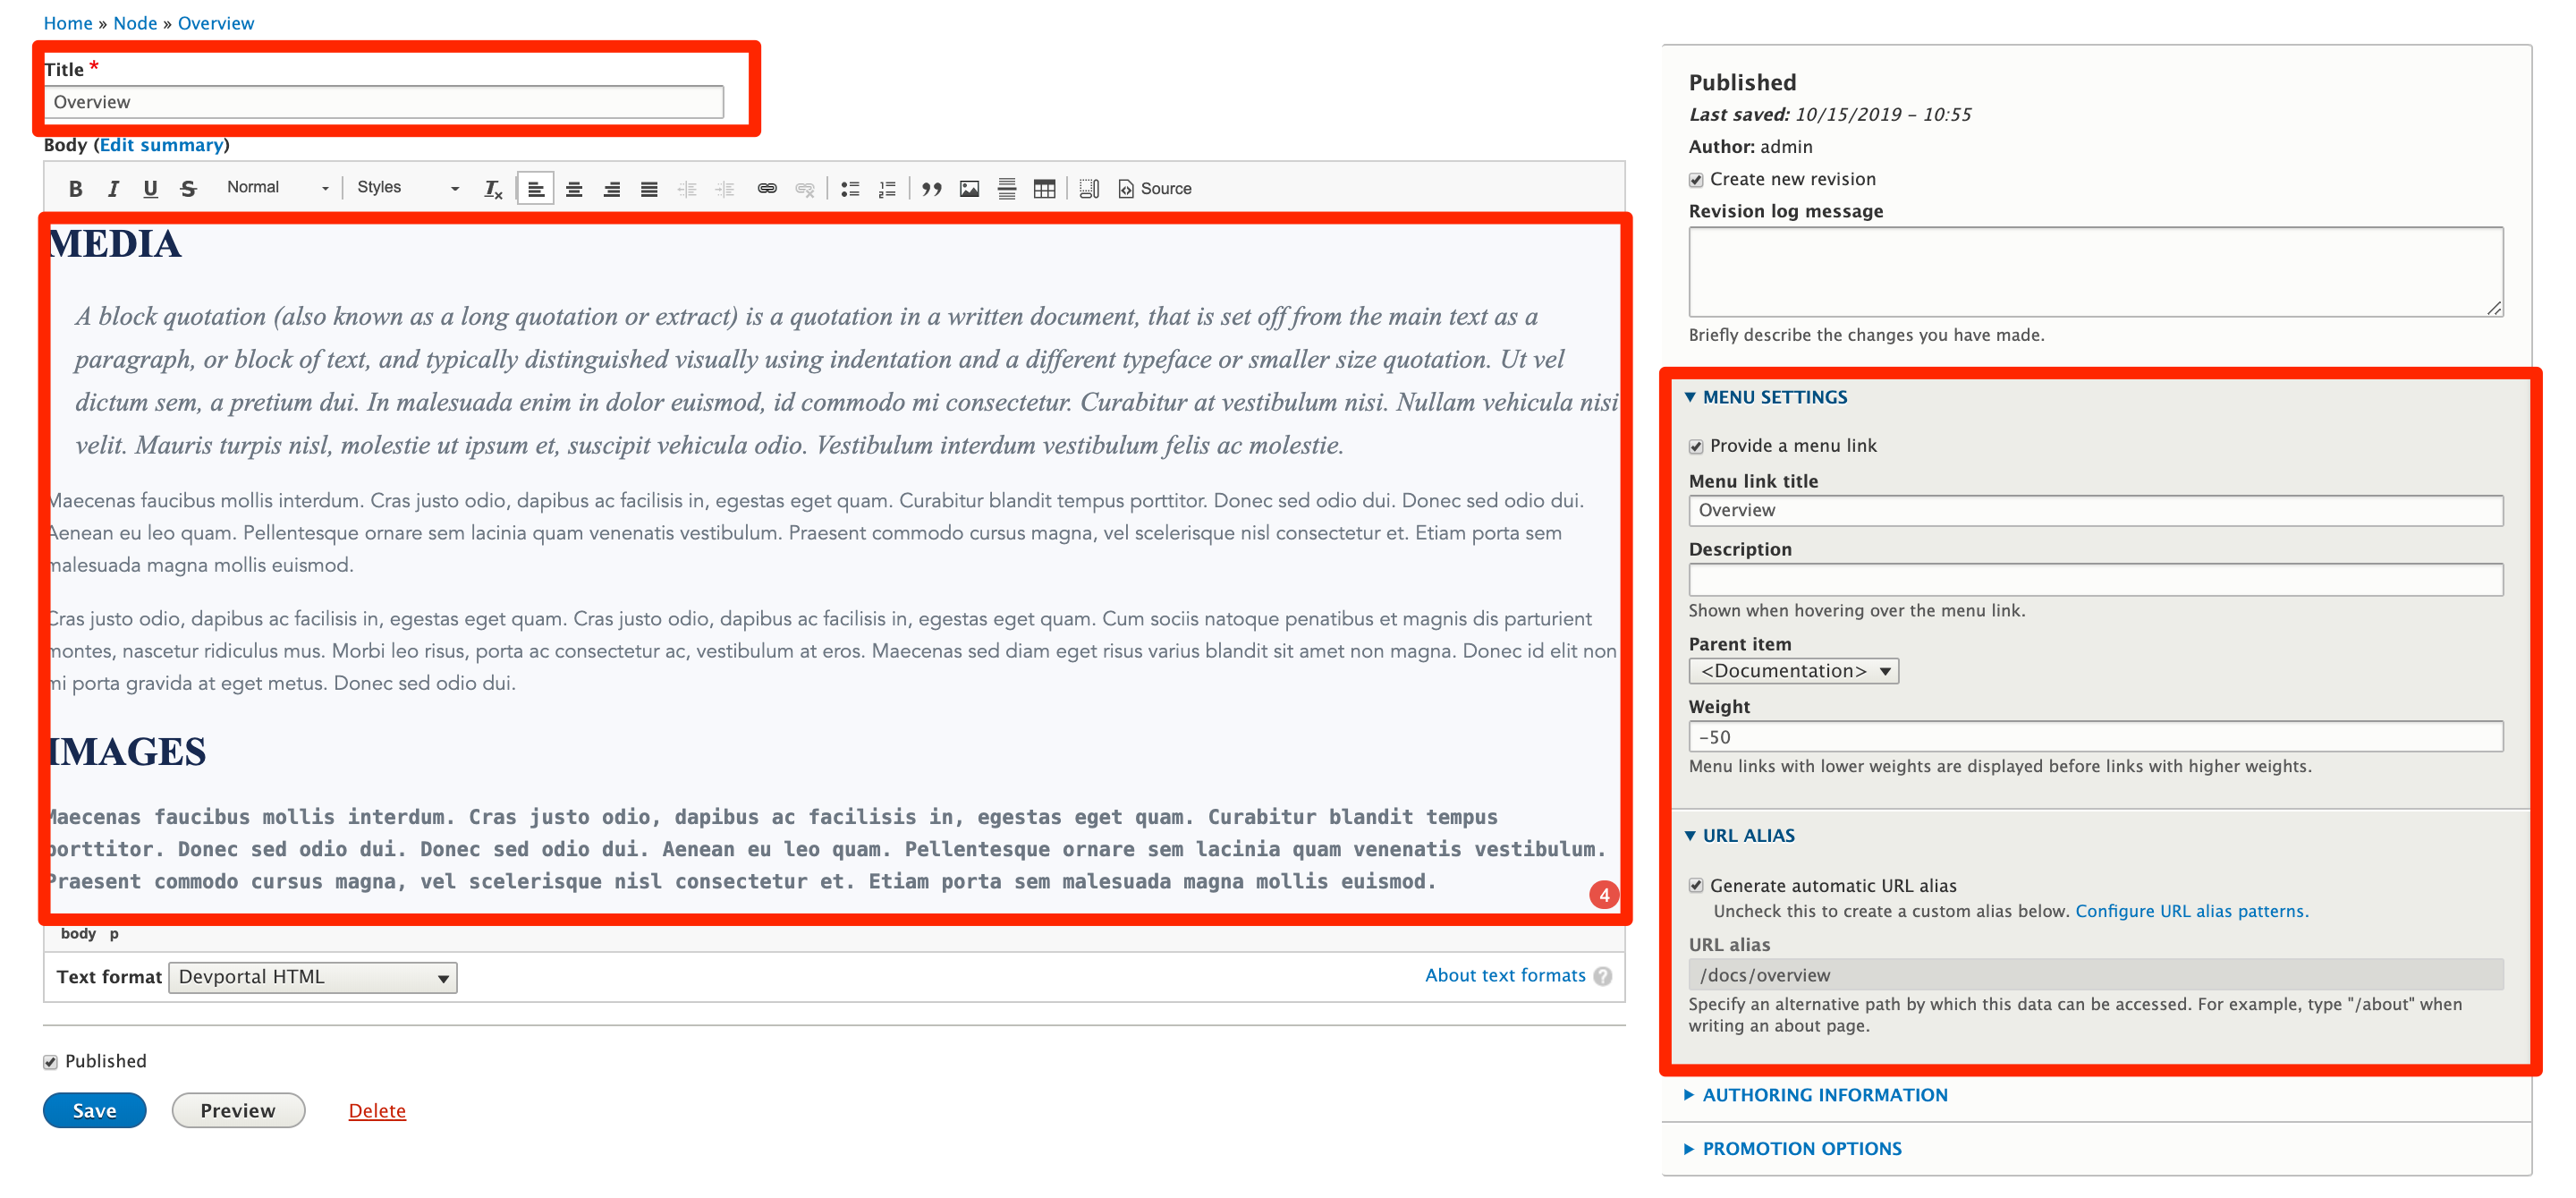 Home » Node » Overview
Title *
Overview
Body (Edit summary)
B I U S Normal Styles Tx Source
MEDIA
A block quotation (also known as a long quotation or extract) is a quotation in a written document, that is set off from the main text as a
paragraph, or block of text, and typically distinguished visually using indentation and a different typeface or smaller size quotation. Ut vel
dictum sem, a pretium dui. In malesuada enim in dolor euismod, id commodo mi consectetur. Curabitur at vestibulum nisi. Nullam vehicula nisi
velit. Mauris turpis nisl, molestie ut ipsum et, suscipit vehicula odio. Vestibulum interdum vestibulum felis ac molestie.
Maecenas faucibus mollis interdum. Cras justo odio, dapibus ac facilisis in, egestas eget quam. Curabitur blandit tempus porttitor. Donec sed odio dui. Donec sed odio dui.
Aenean eu leo quam. Pellentesque ornare sem lacinia quam venenatis vestibulum. Praesent commodo cursus magna, vel scelerisque nisl consectetur et. Etiam porta sem
malesuada magna mollis euismod.
Cras justo odio, dapibus ac facilisis in, egestas eget quam. Cras justo odio, dapibus ac facilisis in, egestas eget quam. Cum sociis natoque penatibus et magnis dis parturient
montes, nascetur ridiculus mus. Morbi leo risus, porta ac consectetur ac, vestibulum at eros. Maecenas sed diam eget risus varius blandit sit amet non magna. Donec id elit non
mi porta gravida at eget metus. Donec sed odio dui.
IMAGES
Maecenas faucibus mollis interdum. Cras justo odio, dapibus ac facilisis in, egestas eget quam. Curabitur blandit tempus
porttitor. Donec sed odio dui. Donec sed odio dui. Aenean eu leo quam. Pellentesque ornare sem lacinia quam venenatis vestibulum.
Praesent commodo cursus magna, vel scelerisque nisl consectetur et. Etiam porta sem malesuada magna mollis euismod.
4
body p
Text format Devportal HTML
About text formats ?
Published
Save Preview Delete
Published
Last saved: 10/15/2019 - 10:55
Author: admin
Create new revision
Revision log message
Briefly describe the changes you have made.
MENU SETTINGS
Provide a menu link
Menu link title
Overview
Description
Shown when hovering over the menu link.
Parent item
<Documentation>
Weight
-50
Menu links with lower weights are displayed before links with higher weights.
URL ALIAS
Generate automatic URL alias
Uncheck this to create a custom alias below. Configure URL alias patterns.
URL alias
/docs/overview
Specify an alternative path by which this data can be accessed. For example, type "/about" when
writing an about page.
AUTHORING INFORMATION
PROMOTION OPTIONS